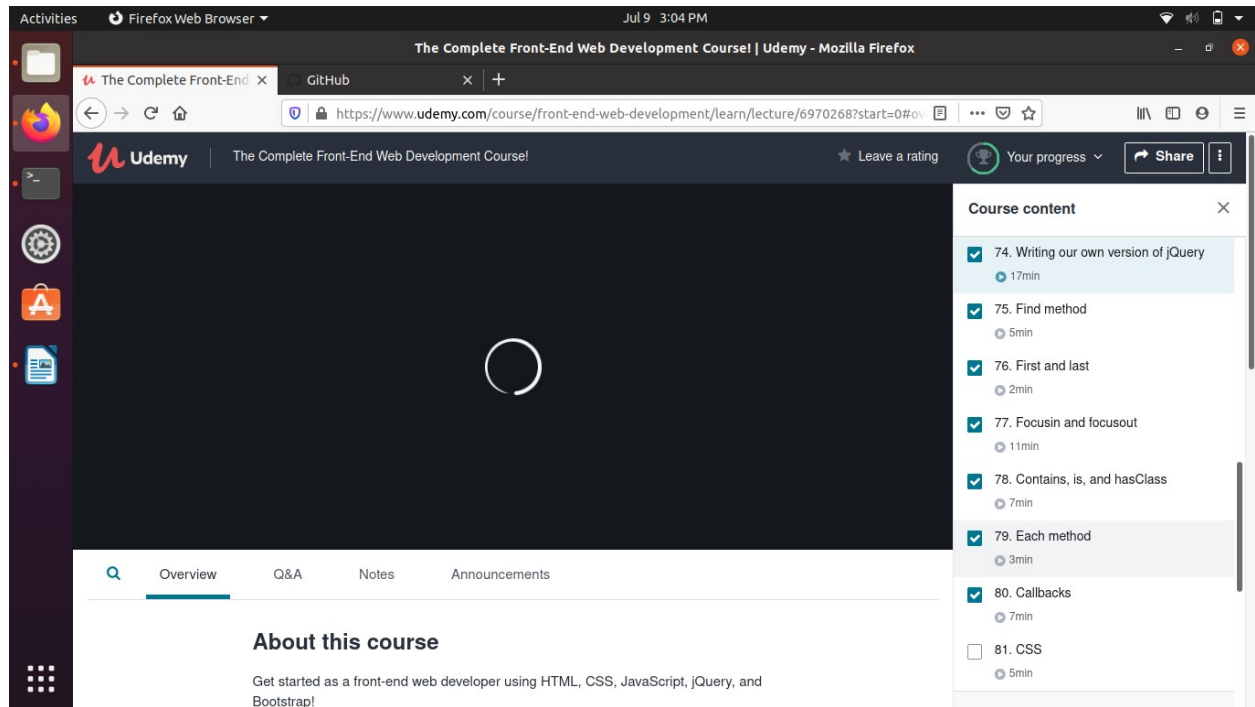 Activities Firefox Web Browser Jul 9 3:04 PM
The Complete Front-End Web Development Course! | Udemy - Mozilla Firefox
The Complete Front-End GitHub
https://www.udemy.com/course/front-end-web-development/learn/lecture/6970268?start=0#ov
Udemy The Complete Front-End Web Development Course! Leave a rating Your progress Share
Course content
74. Writing our own version of jQuery
17min
75. Find method
5min
76. First and last
2min
77. Focusin and focusout
11min
78. Contains, is, and hasClass
7min
79. Each method
3min
80. Callbacks
7min
81. CSS
5min
Overview Q&A Notes Announcements
About this course
Get started as a front-end web developer using HTML, CSS, JavaScript, jQuery, and
Bootstrap!